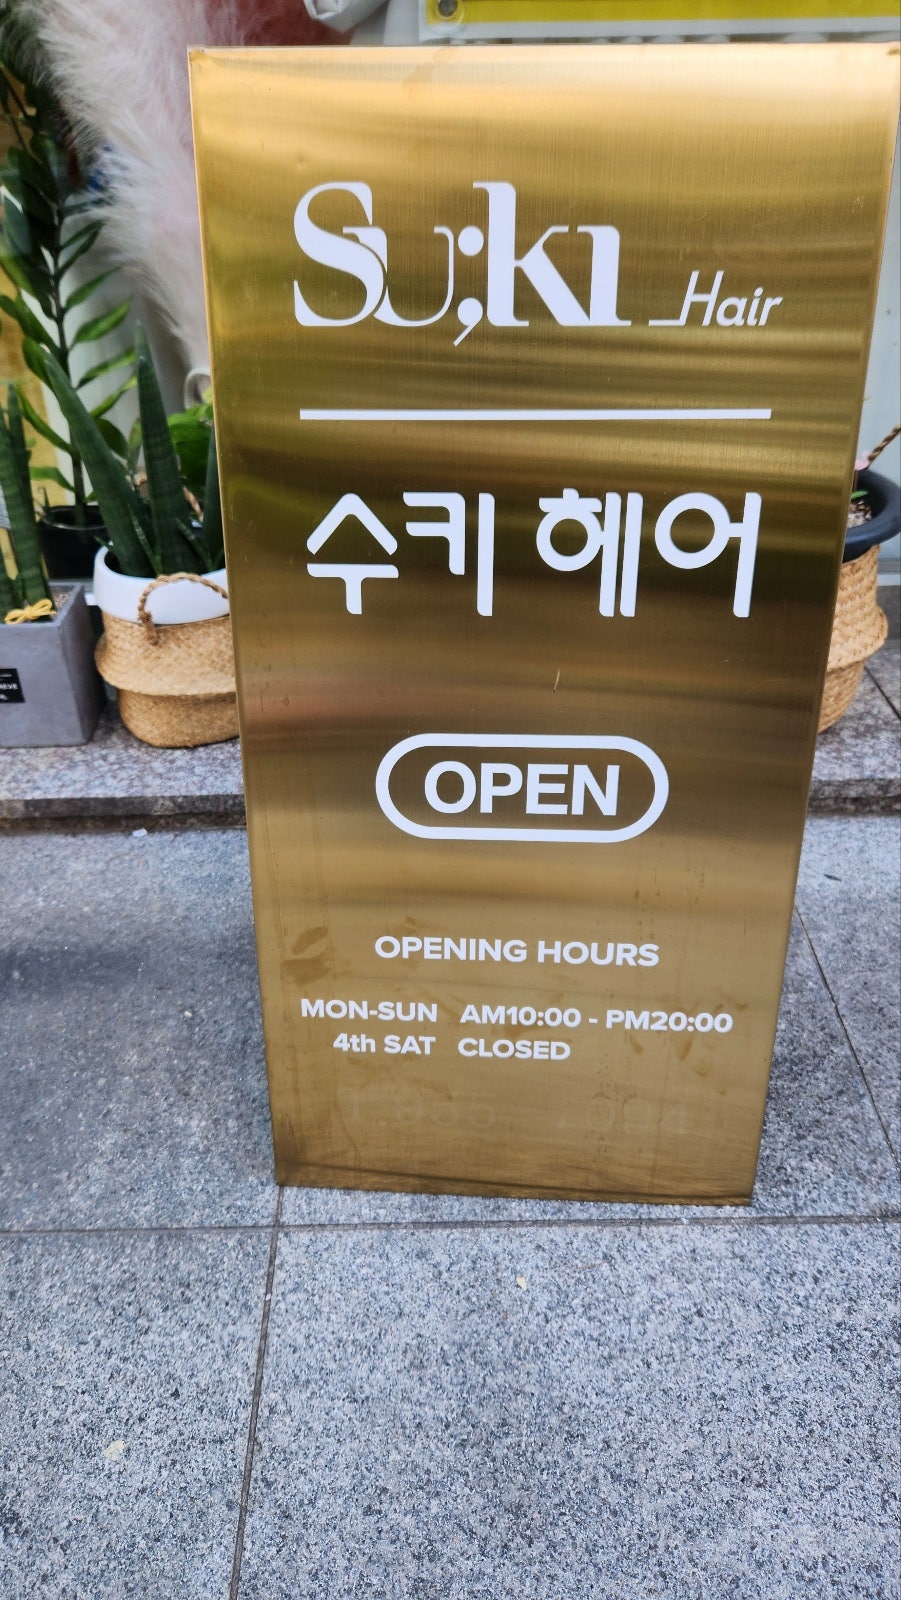 Su;ki Hair
수키 헤어
OPEN
OPENING HOURS
MON-SUN AM10:00 - PM20:00
4th SAT CLOSED